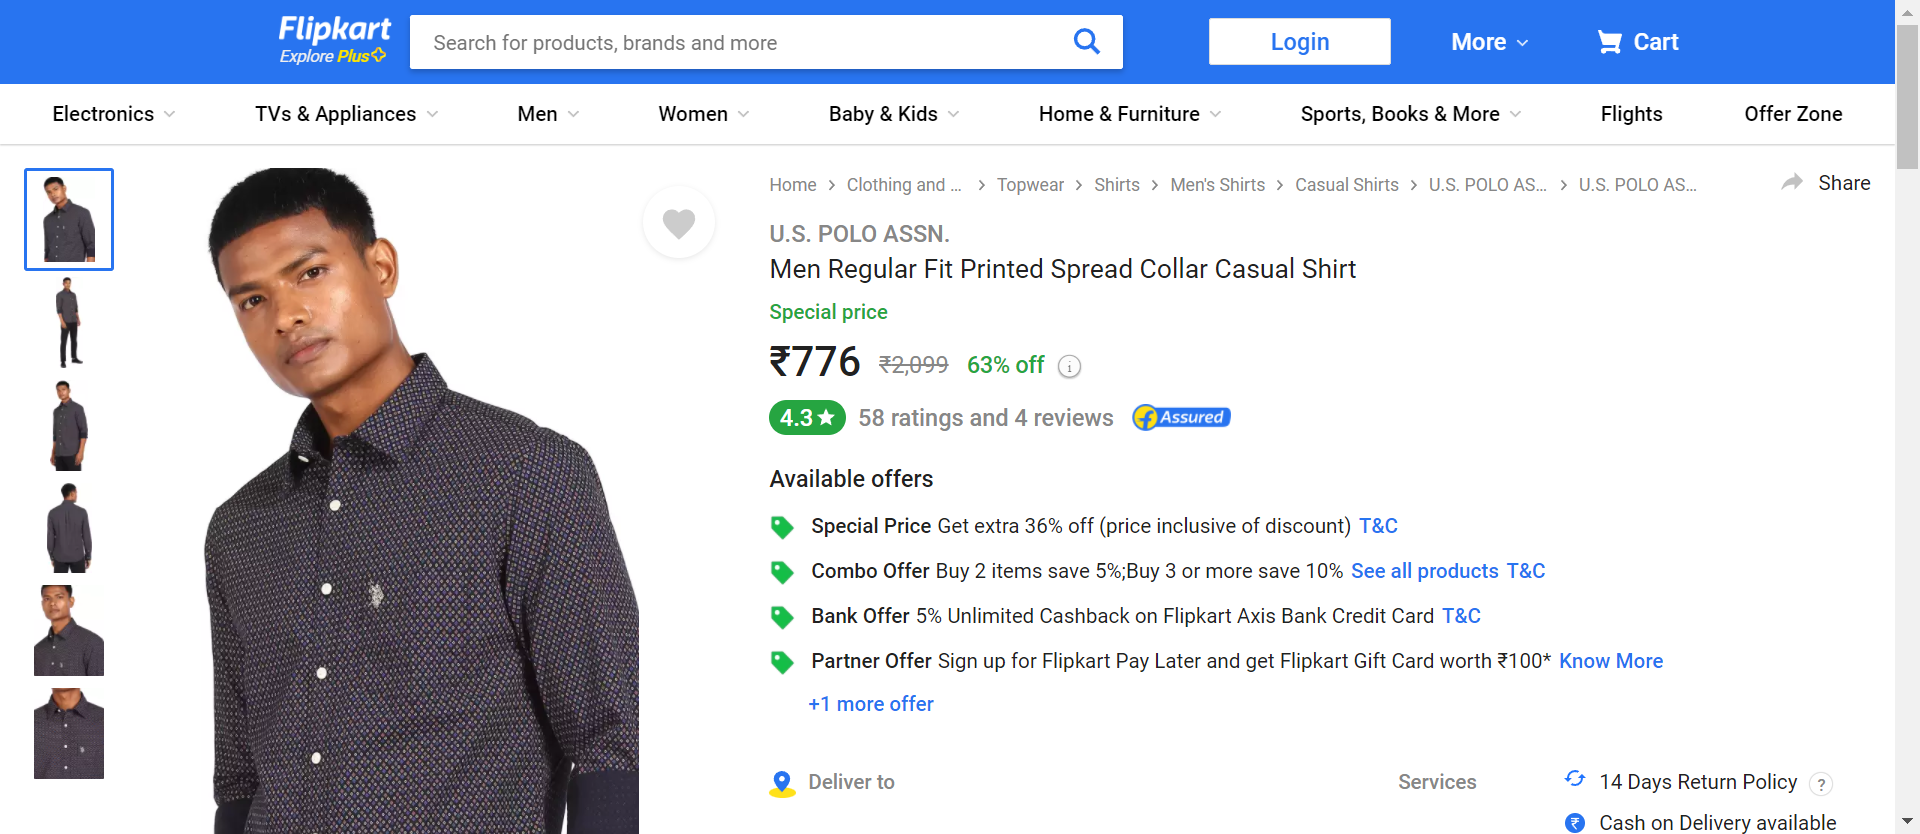 Flipkart
Explore Plus
Search for products, brands and more
Login
More
Cart
Electronics
TVs & Appliances
Men
Women
Baby & Kids
Home & Furniture
Sports, Books & More
Flights
Offer Zone
Home > Clothing and ... > Topwear > Shirts > Men's Shirts > Casual Shirts > U.S. POLO AS... > U.S. POLO AS...
Share
U.S. POLO ASSN.
Men Regular Fit Printed Spread Collar Casual Shirt
Special price
₹776 ₹2,099 63% off i
4.3★ 58 ratings and 4 reviews f Assured
Available offers
Special Price Get extra 36% off (price inclusive of discount) T&C
Combo Offer Buy 2 items save 5%;Buy 3 or more save 10% See all products T&C
Bank Offer 5% Unlimited Cashback on Flipkart Axis Bank Credit Card T&C
Partner Offer Sign up for Flipkart Pay Later and get Flipkart Gift Card worth ₹100* Know More
+1 more offer
Deliver to
Services
14 Days Return Policy ?
₹ Cash on Delivery available